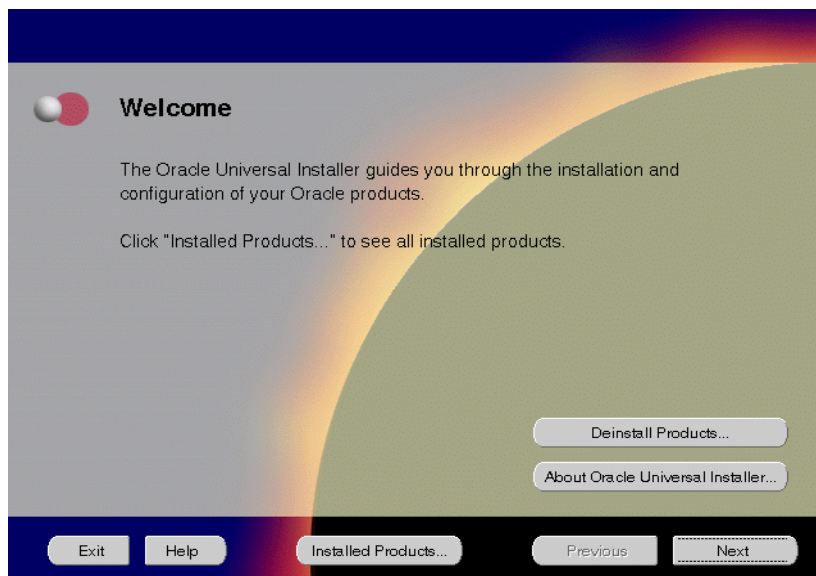 Welcome
The Oracle Universal Installer guides you through the installation and
configuration of your Oracle products.
Click "Installed Products..." to see all installed products.
Deinstall Products...
About Oracle Universal Installer...
Exit
Help
Installed Products...
Previous
Next